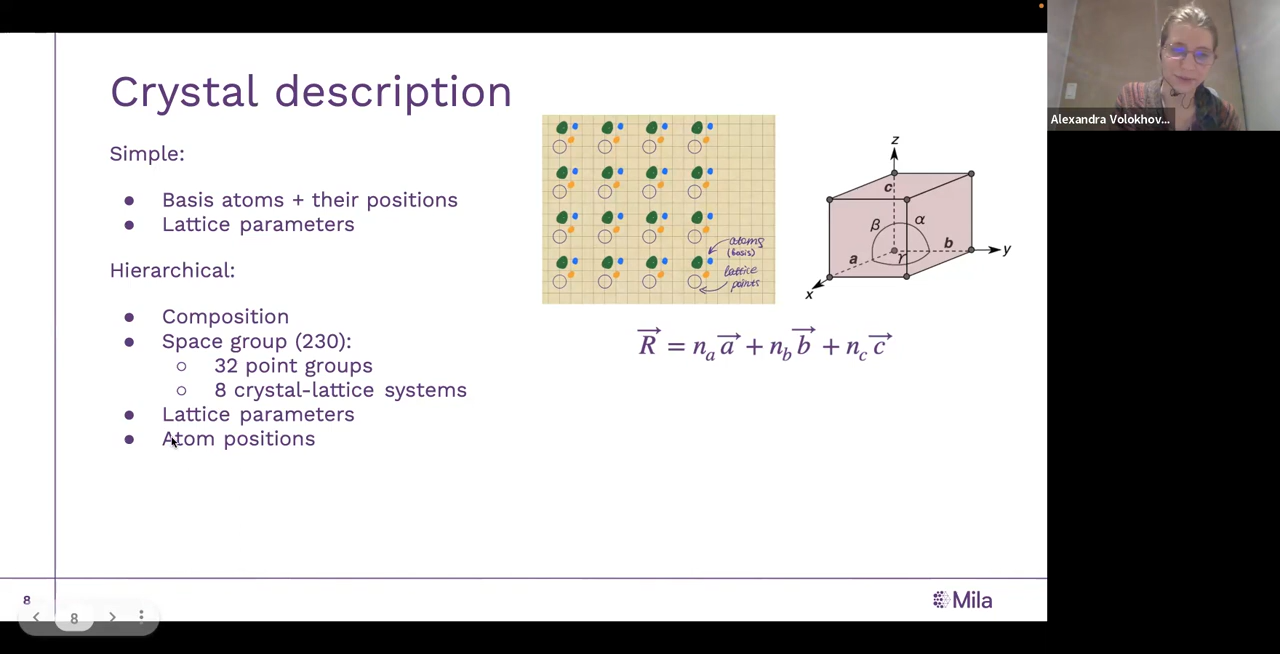 Crystal description
Simple:
● Basis atoms + their positions
● Lattice parameters
Hierarchical:
● Composition
● Space group (230):
○ 32 point groups
○ 8 crystal-lattice systems
● Lattice parameters
● Atom positions
atoms
(basis)
lattice
points
z
c
β
α
a
γ
b
y
x
R⃗ = nₐa⃗ + n_b b⃗ + n_c c⃗
8
8
Mila
Alexandra Volokhov...